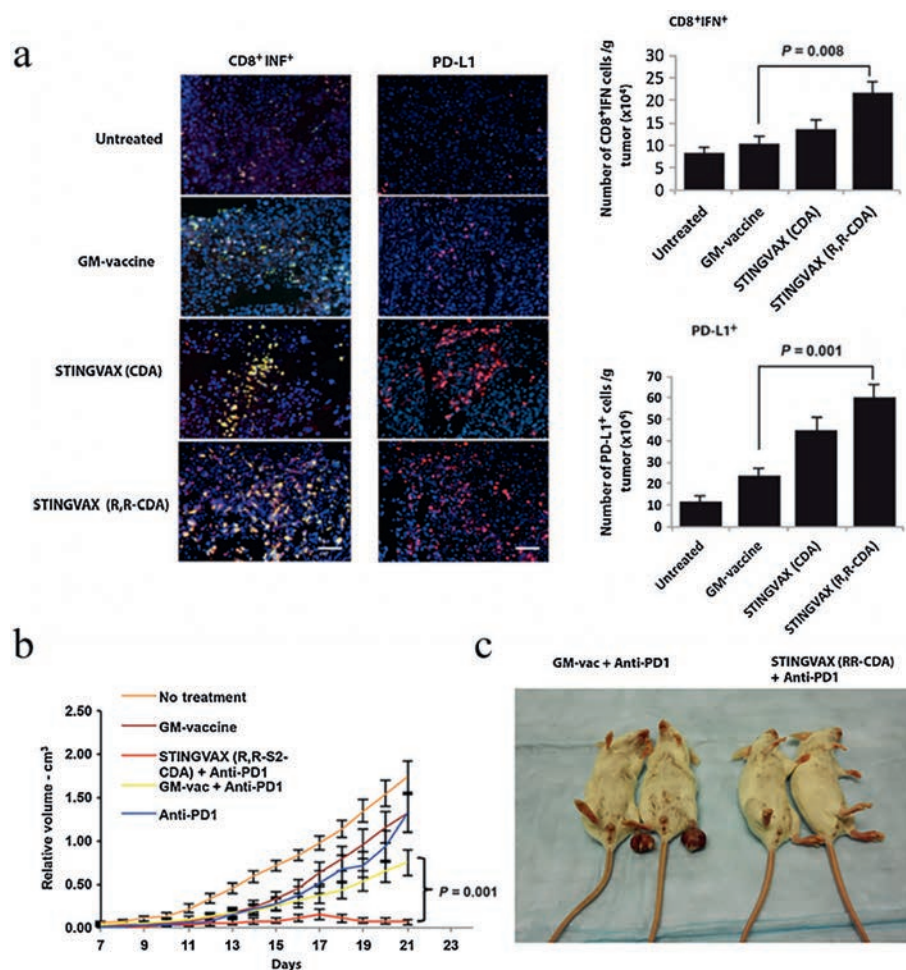 a
CD8⁺ INF⁺
PD-L1
Untreated
GM-vaccine
STINGVAX (CDA)
STINGVAX (R,R-CDA)
CD8⁺IFN⁺
P = 0.008
Number of CD8⁺IFN cells /g
tumor (x10⁴)
30
25
20
15
10
5
0
Untreated
GM-vaccine
STINGVAX (CDA)
STINGVAX (R,R-CDA)
PD-L1⁺
P = 0.001
Number of PD-L1⁺ cells /g
tumor (x10⁴)
70
60
50
40
30
20
10
0
Untreated
GM-vaccine
STINGVAX (CDA)
STINGVAX (R,R-CDA)
b
No treatment
GM-vaccine
STINGVAX (R,R-S2-
CDA) + Anti-PD1
GM-vac + Anti-PD1
Anti-PD1
Relative volume - cm³
2.50
2.00
1.50
1.00
0.50
0.00
7 9 11 13 15 17 19 21 23
Days
P = 0.001
c
GM-vac + Anti-PD1
STINGVAX (RR-CDA)
+ Anti-PD1